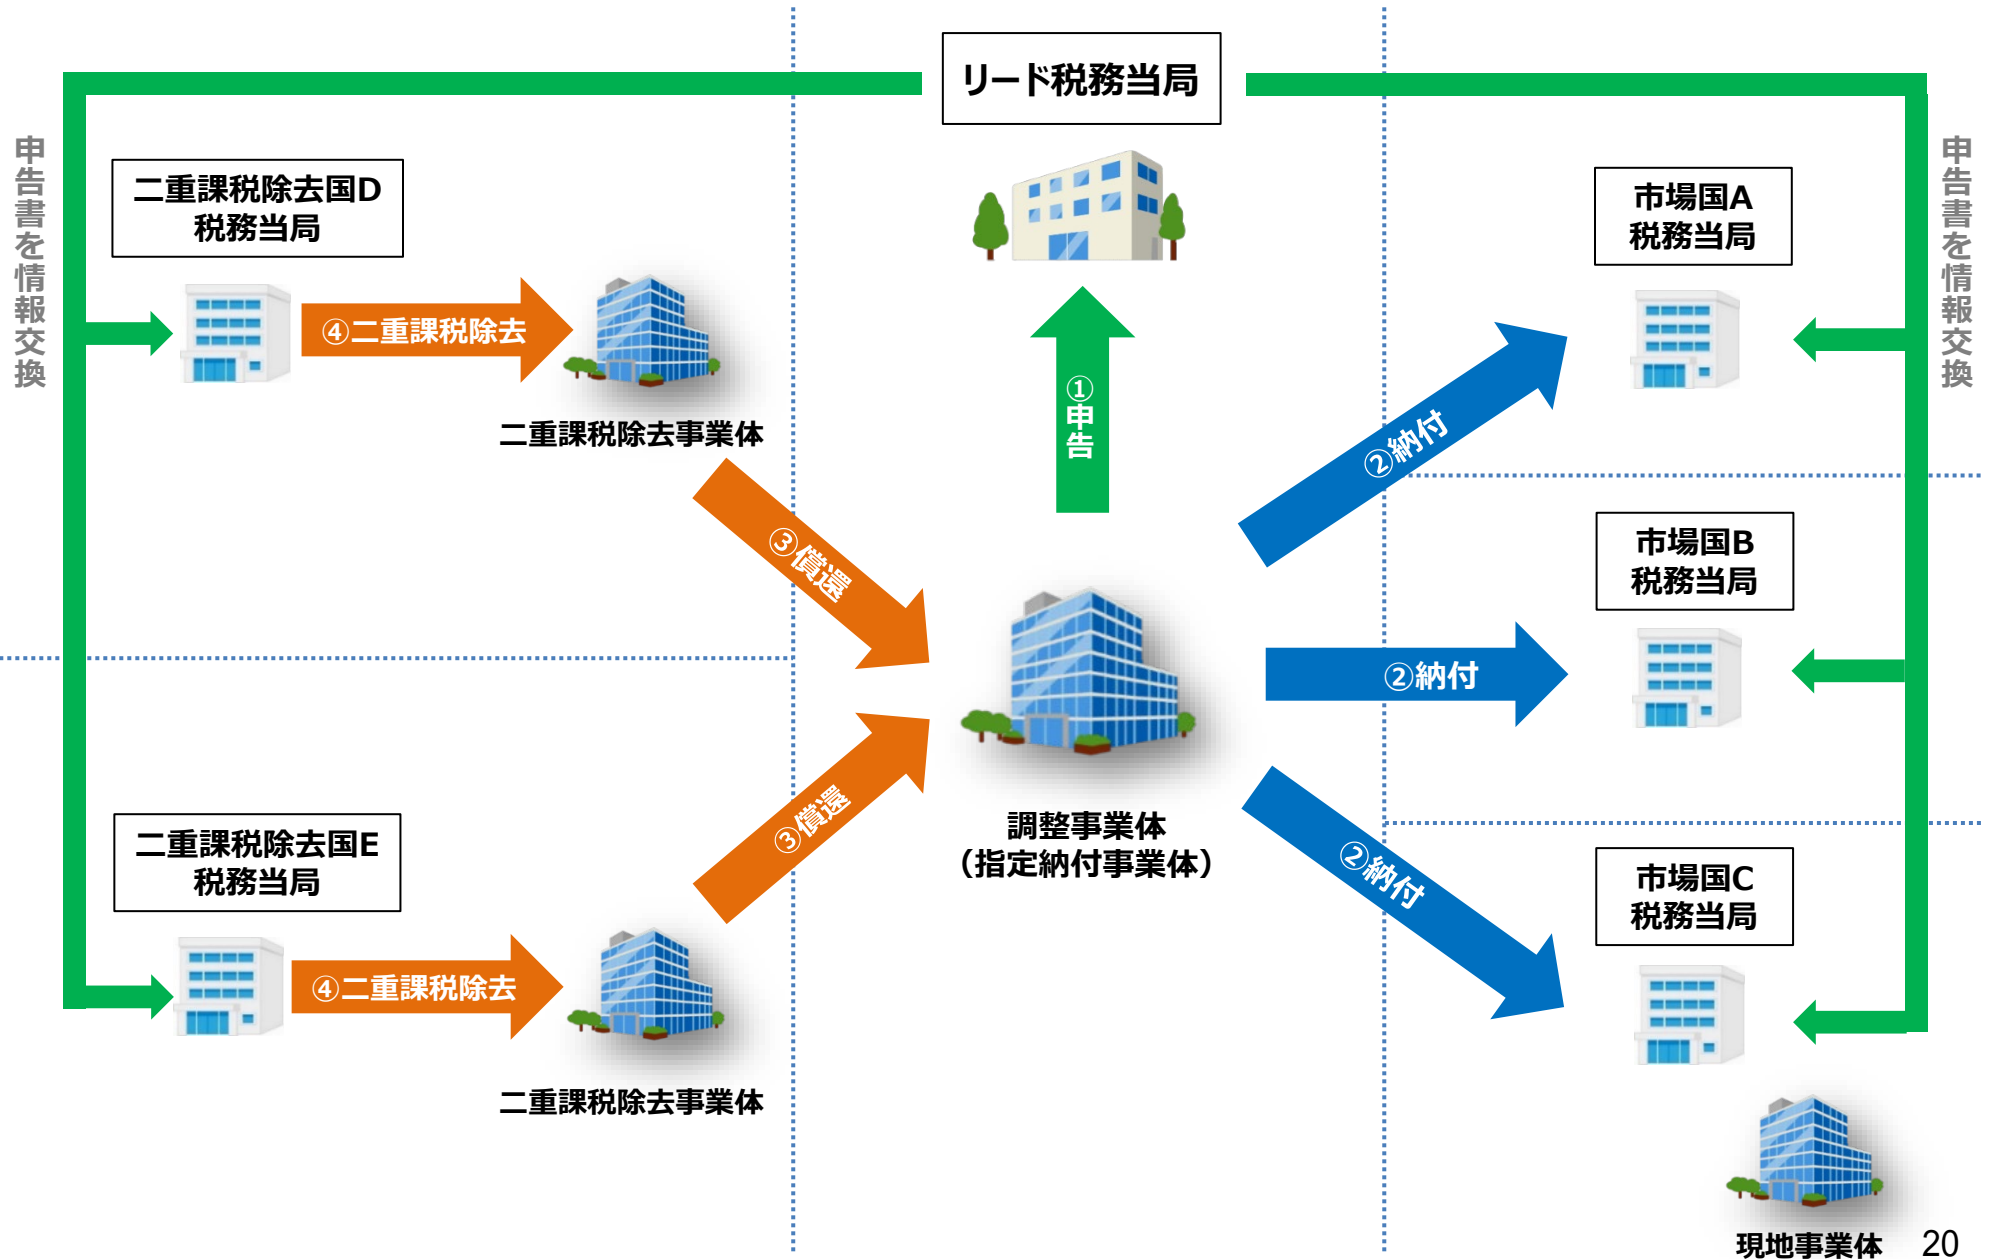 リード税務当局
申告書を情報交換
申告書を情報交換
二重課税除去国D
税務当局
④二重課税除去
二重課税除去事業体
①申告
市場国A
税務当局
②納付
③償還
市場国B
税務当局
②納付
③償還
調整事業体
（指定納付事業体）
二重課税除去国E
税務当局
④二重課税除去
二重課税除去事業体
②納付
市場国C
税務当局
現地事業体
20